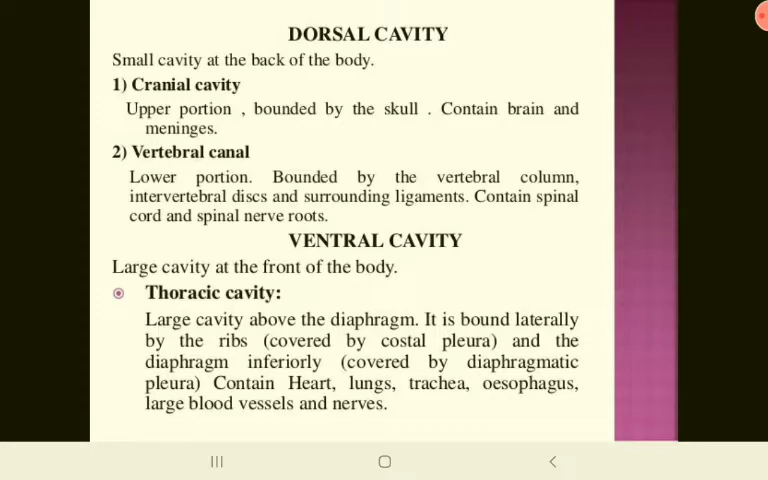 DORSAL CAVITY
Small cavity at the back of the body.
1) Cranial cavity
Upper portion , bounded by the skull . Contain brain and
meninges.
2) Vertebral canal
Lower portion. Bounded by the vertebral column,
intervertebral discs and surrounding ligaments. Contain spinal
cord and spinal nerve roots.
VENTRAL CAVITY
Large cavity at the front of the body.
Thoracic cavity:
Large cavity above the diaphragm. It is bound laterally
by the ribs (covered by costal pleura) and the
diaphragm inferiorly (covered by diaphragmatic
pleura) Contain Heart, lungs, trachea, oesophagus,
large blood vessels and nerves.